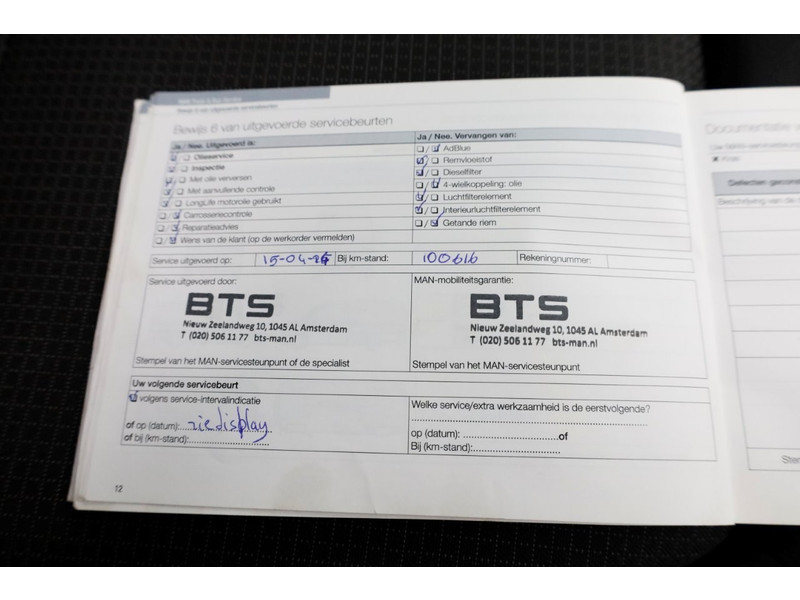 Bewijs 6 van uitgevoerde servicebeurten
Ja / Nee. Uitgevoerd is:
Olieservice
Inspectie
Met olie verversen
Met aanvullende controle
LongLife motorolie gebruikt
Carrosseriecontrole
Reparatieadvies
Wens van de klant (op de werkorder vermelden)
Ja / Nee. Vervangen van:
AdBlue
Remvloeistof
Dieselfilter
4-wielkoppeling: olie
Luchtfilterelement
Interieurluchtfilterelement
Getande riem
Service uitgevoerd op: 15-04-24 Bij km-stand: 100616 Rekeningnummer:
Service uitgevoerd door:
BTS
Nieuw Zeelandweg 10, 1045 AL Amsterdam
T (020) 506 11 77 bts-man.nl
Stempel van het MAN-servicesteunpunt of de specialist
MAN-mobiliteitsgarantie:
BTS
Nieuw Zeelandweg 10, 1045 AL Amsterdam
T (020) 506 11 77 bts-man.nl
Stempel van het MAN-servicesteunpunt
Uw volgende servicebeurt
volgens service-intervalindicatie
of op (datum): zie display
of bij (km-stand):
Welke service/extra werkzaamheid is de eerstvolgende?
op (datum): of
Bij (km-stand):
12
Documentatie
Defecten